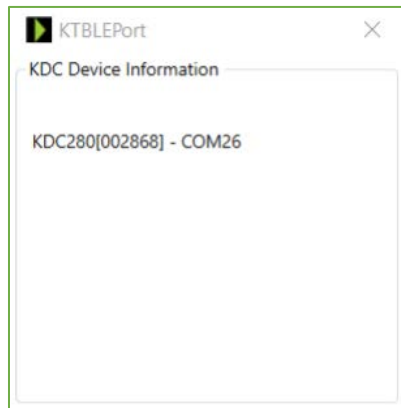 KTBLEPort
KDC Device Information
KDC280[002868] - COM26